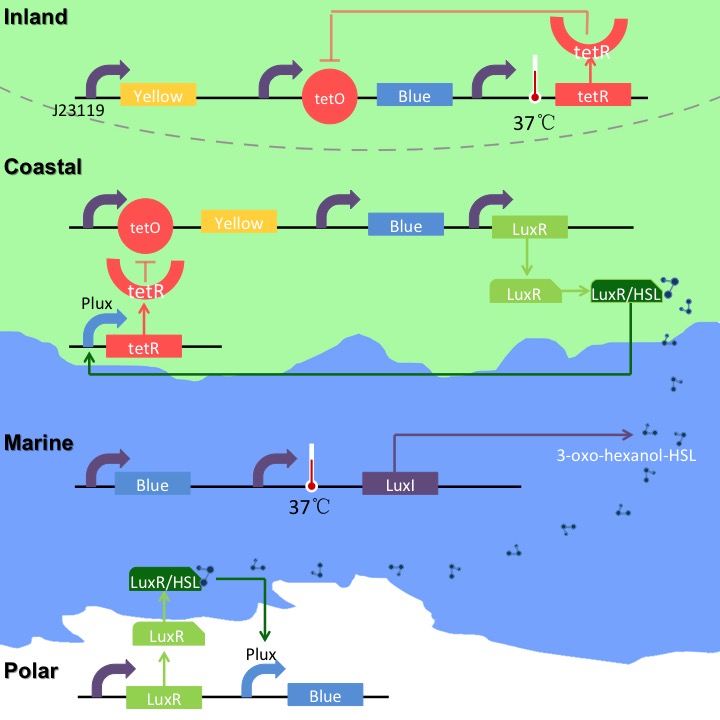 Inland
tetR
J23119
Yellow
tetO
Blue
37℃
tetR
Coastal
tetO
Yellow
Blue
LuxR
tetR
LuxR
LuxR/HSL
Plux
tetR
Marine
3-oxo-hexanol-HSL
Blue
37℃
LuxI
LuxR/HSL
LuxR
Plux
Polar
LuxR
Blue